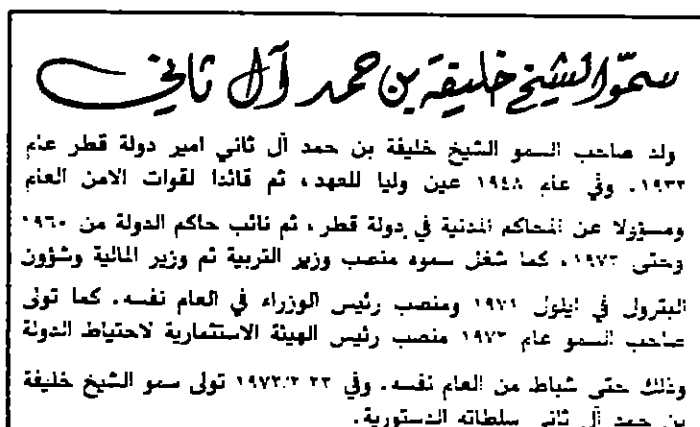 سمو الشيخ خليفة بن حمد آل ثاني
ولد صاحب السمو الشيخ خليفة بن حمد آل ثاني امير دولة قطر عام
١٩٣٣. وفي عام ١٩٤٨ عين وليا للعهد، ثم قائدا لقوات الامن العام
ومسؤولا عن المحاكم المدنية في دولة قطر، ثم نائب حاكم الدولة من ١٩٦٠
وحتى ١٩٧٢، كما شغل سموه منصب وزير التربية ثم وزير المالية وشؤون
البترول في ايلول ١٩٧١ ومنصب رئيس الوزراء في العام نفسه. كما تولى
صاحب السمو عام ١٩٧٢ منصب رئيس الهيئة الاستثمارية لاحتياط الدولة
وذلك حتى شباط من العام نفسه. وفي ٢٢ ١٩٧٢/٢ تولى سمو الشيخ خليفة
بن حمد آل ثاني سلطاته الدستورية.